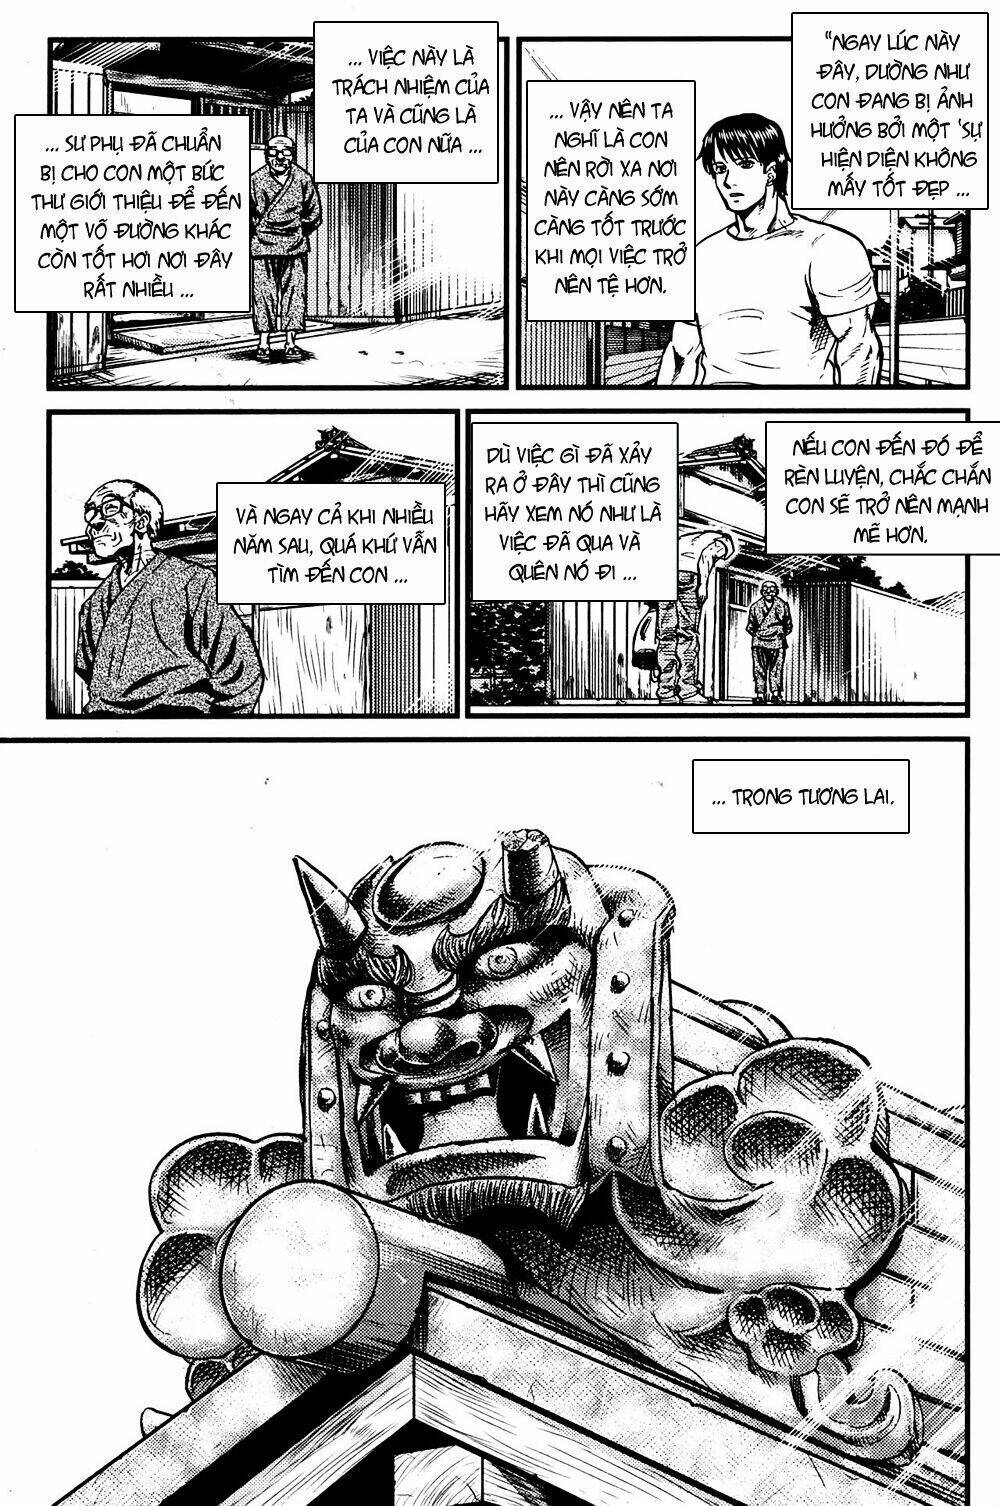 “NGAY LÚC NÀY
ĐÂY, DƯỜNG NHƯ
CON ĐANG BỊ ẢNH
HƯỞNG BỞI MỘT ‘SỰ
HIỆN DIỆN KHÔNG
MẤY TỐT ĐẸP ...
... VẬY NÊN TA
NGHĨ LÀ CON
NÊN RỜI XA NƠI
NÀY CÀNG SỚM
CÀNG TỐT TRƯỚC
KHI MỌI VIỆC TRỞ
NÊN TỆ HƠN.
... VIỆC NÀY LÀ
TRÁCH NHIỆM CỦA
TA VÀ CŨNG LÀ
CỦA CON NỮA ...
... SƯ PHỤ ĐÃ CHUẨN
BỊ CHO CON MỘT BỨC
THƯ GIỚI THIỆU ĐỂ ĐẾN
MỘT VÕ ĐƯỜNG KHÁC
CÒN TỐT HƠI NƠI ĐÂY
RẤT NHIỀU ...
NẾU CON ĐẾN ĐÓ ĐỂ
RÈN LUYỆN, CHẮC CHẮN
CON SẼ TRỞ NÊN MẠNH
MẼ HƠN.
DÙ VIỆC GÌ ĐÃ XẢY
RA Ở ĐÂY THÌ CŨNG
HÃY XEM NÓ NHƯ LÀ
VIỆC ĐÃ QUA VÀ
QUÊN NÓ ĐI ...
VÀ NGAY CẢ KHI NHIỀU
NĂM SAU, QUÁ KHỨ VẪN
TÌM ĐẾN CON ...
... TRONG TƯƠNG LAI.